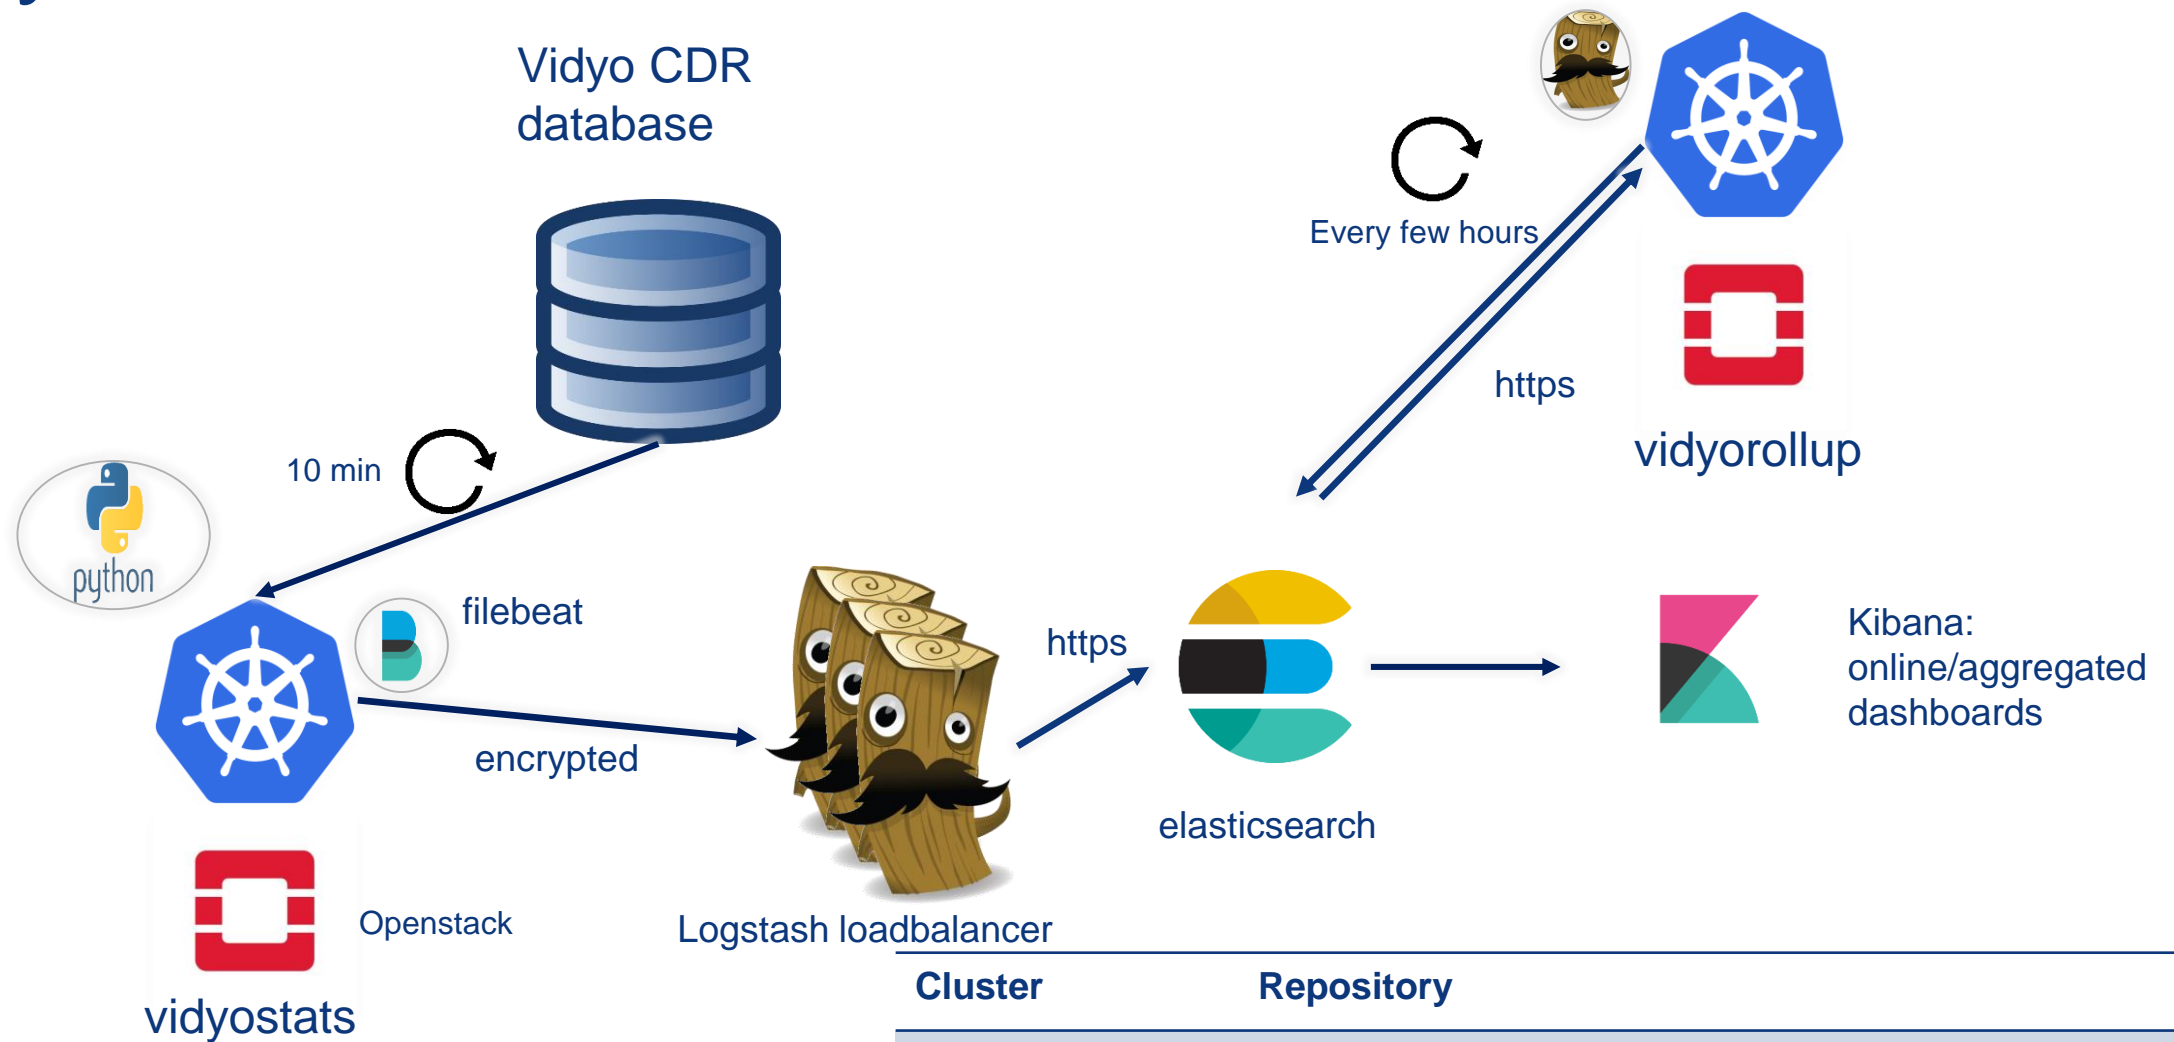 Vidyo CDR
database
Every few hours
https
vidyorollup
10 min
python
filebeat
encrypted
https
Kibana:
online/aggregated
dashboards
elasticsearch
Openstack
Logstash loadbalancer
vidyostats
Cluster Repository